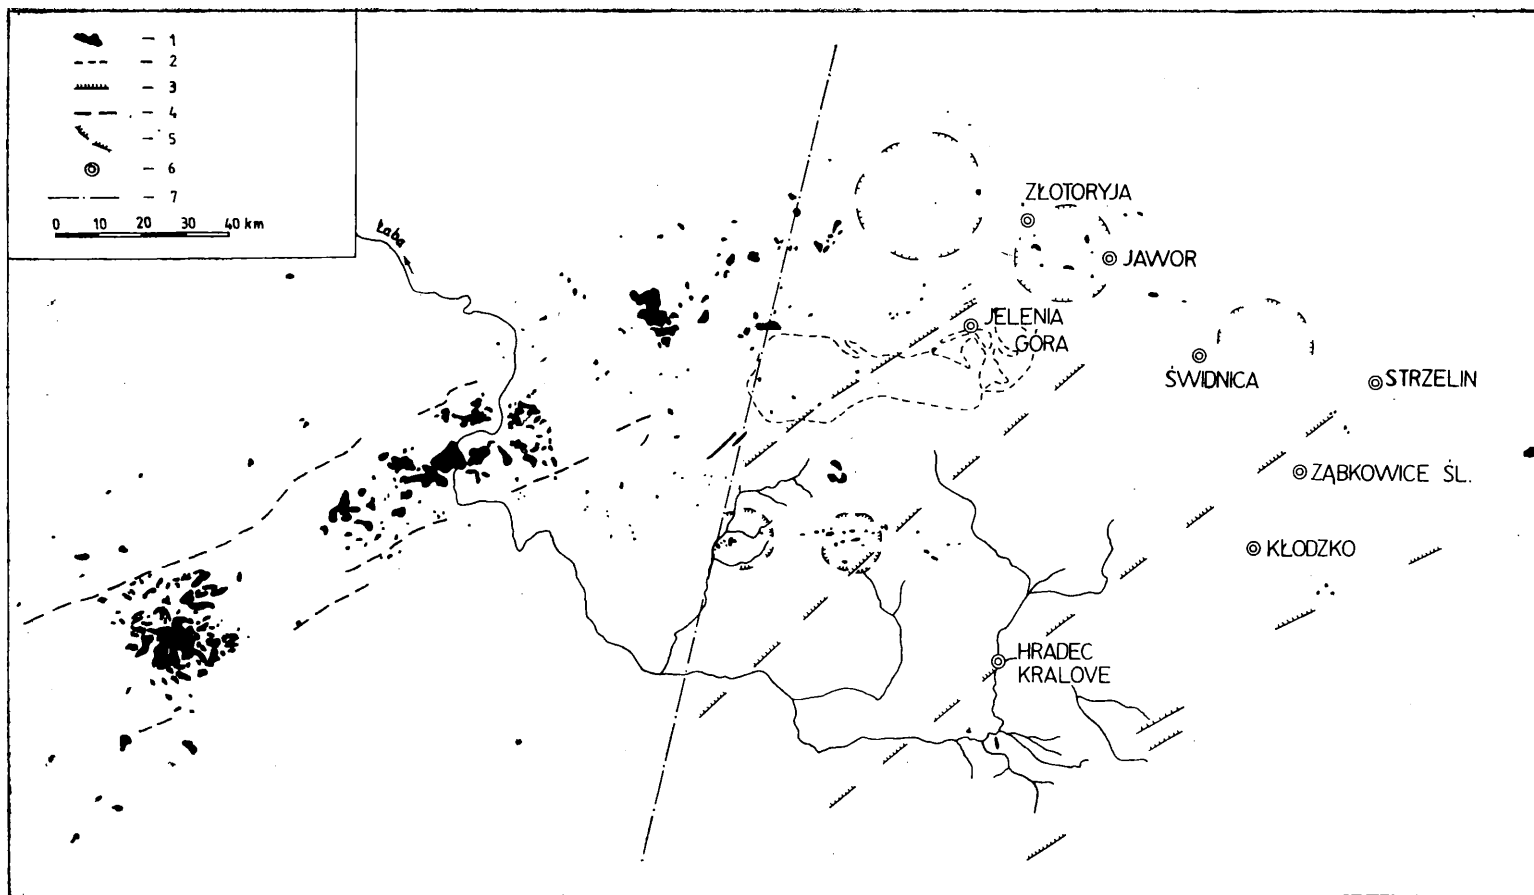 – 1
– 2
– 3
– 4
– 5
– 6
– 7
0 10 20 30 40 km
Łaba
ZŁOTORYJA
JAWOR
JELENIA
GÓRA
ŚWIDNICA
STRZELIN
ZĄBKOWICE ŚL.
KŁODZKO
HRADEC
KRALOVE